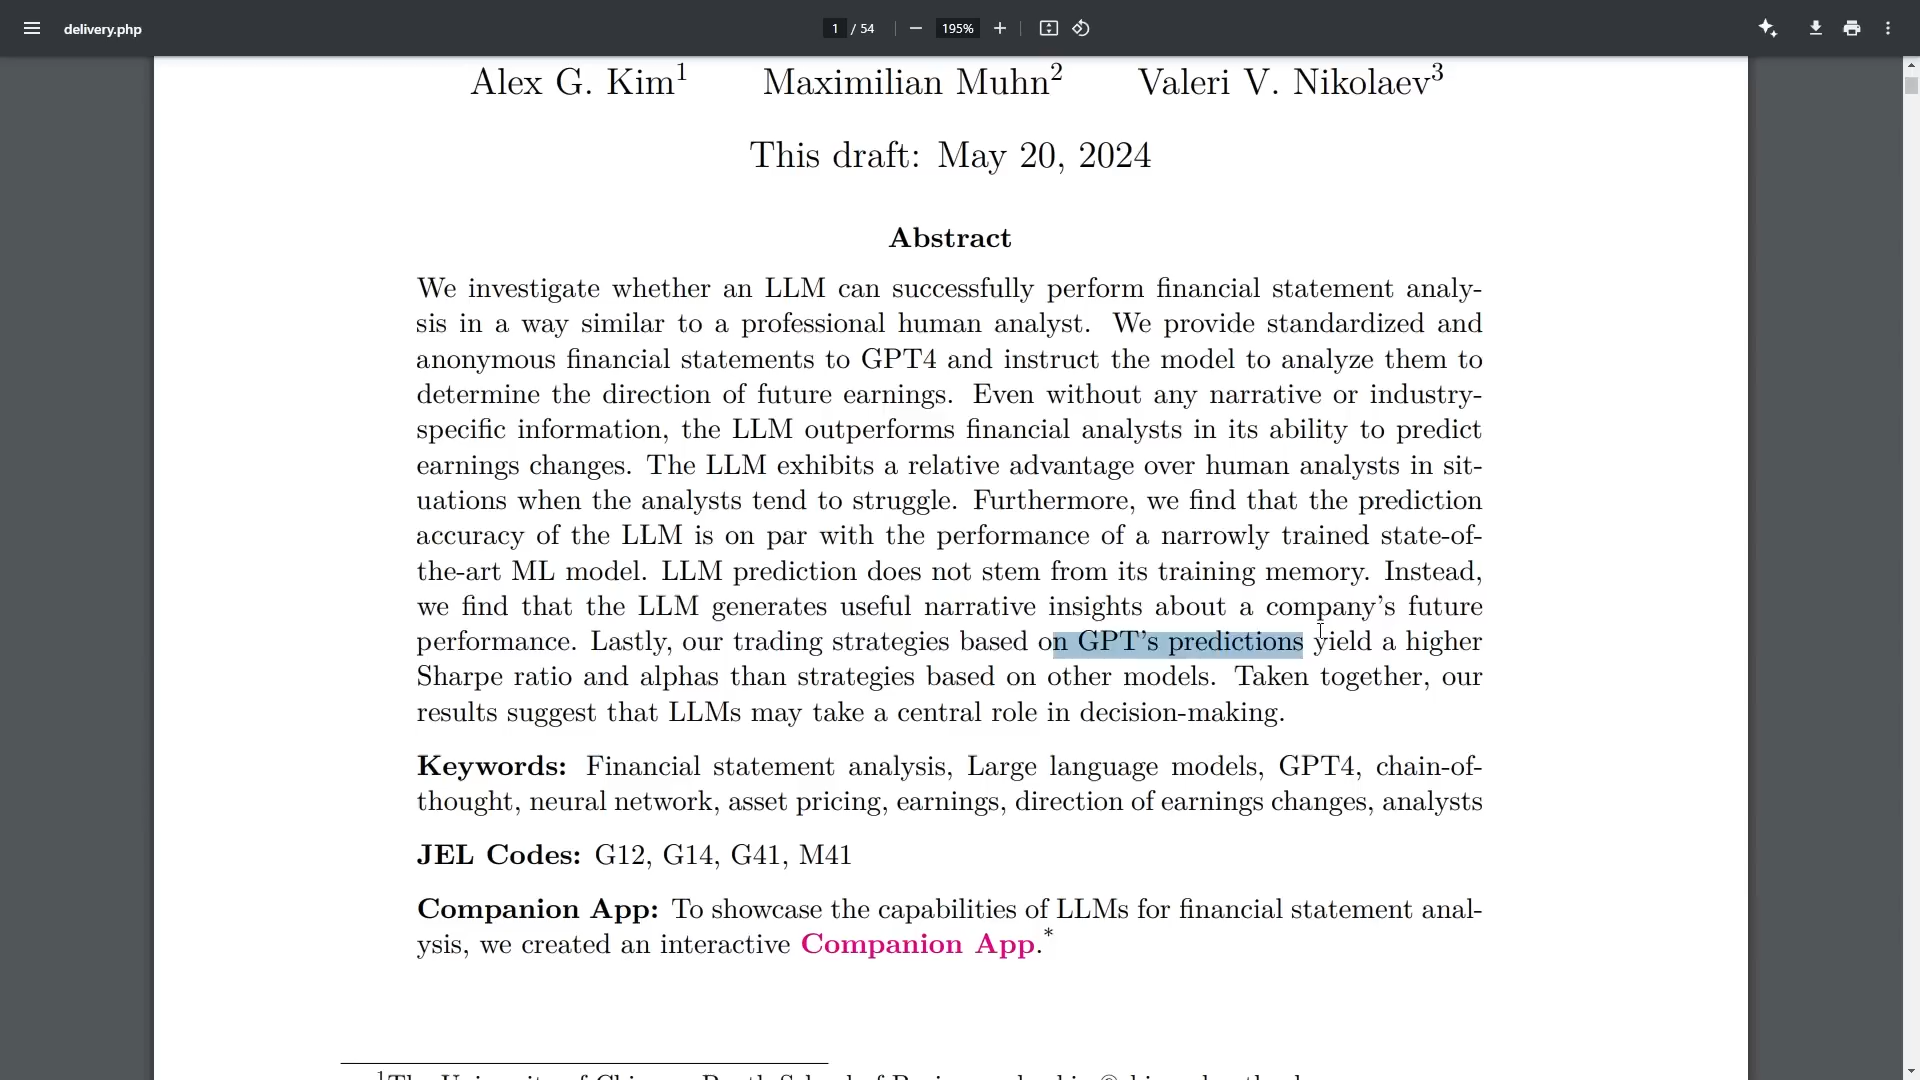 delivery.php
1 / 54
195%
Alex G. Kim1 Maximilian Muhn2 Valeri V. Nikolaev3
This draft: May 20, 2024
Abstract
We investigate whether an LLM can successfully perform financial statement analy-
sis in a way similar to a professional human analyst. We provide standardized and
anonymous financial statements to GPT4 and instruct the model to analyze them to
determine the direction of future earnings. Even without any narrative or industry-
specific information, the LLM outperforms financial analysts in its ability to predict
earnings changes. The LLM exhibits a relative advantage over human analysts in sit-
uations when the analysts tend to struggle. Furthermore, we find that the prediction
accuracy of the LLM is on par with the performance of a narrowly trained state-of-
the-art ML model. LLM prediction does not stem from its training memory. Instead,
we find that the LLM generates useful narrative insights about a company's future
performance. Lastly, our trading strategies based on GPT's predictions yield a higher
Sharpe ratio and alphas than strategies based on other models. Taken together, our
results suggest that LLMs may take a central role in decision-making.
Keywords: Financial statement analysis, Large language models, GPT4, chain-of-
thought, neural network, asset pricing, earnings, direction of earnings changes, analysts
JEL Codes: G12, G14, G41, M41
Companion App: To showcase the capabilities of LLMs for financial statement anal-
ysis, we created an interactive Companion App.*